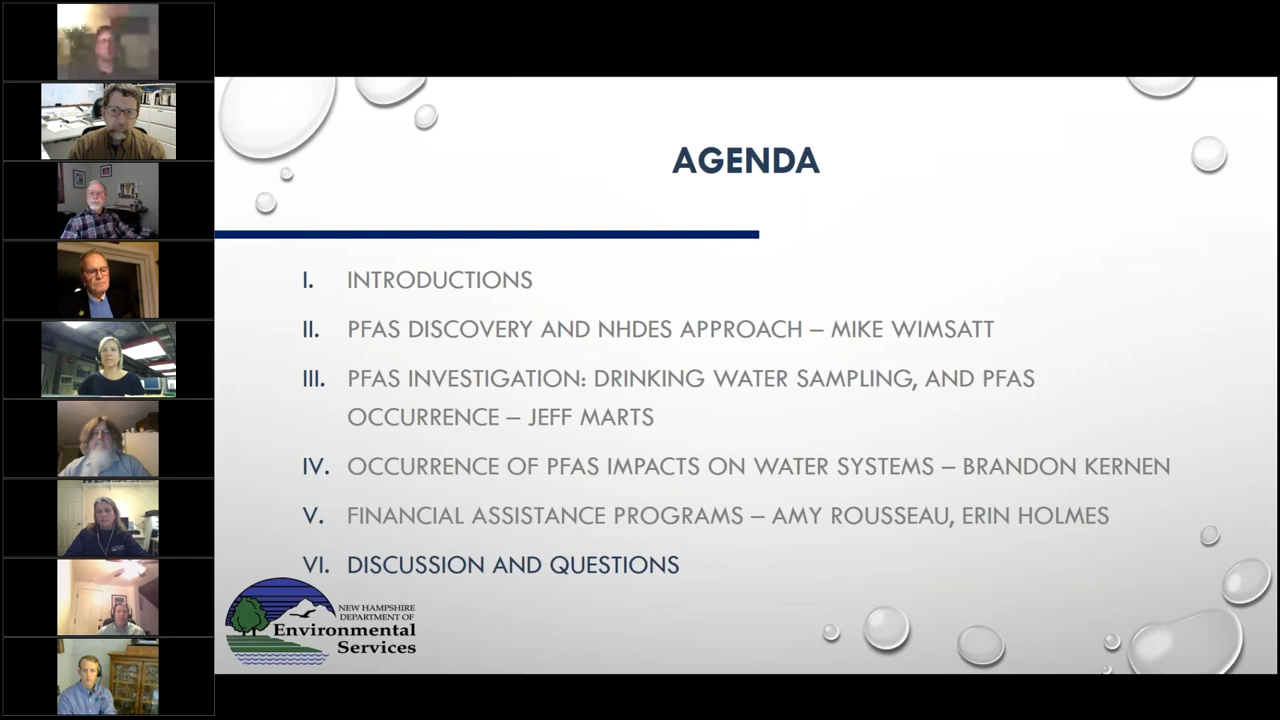 AGENDA
I. INTRODUCTIONS
II. PFAS DISCOVERY AND NHDES APPROACH – MIKE WIMSATT
III. PFAS INVESTIGATION: DRINKING WATER SAMPLING, AND PFAS
OCCURRENCE – JEFF MARTS
IV. OCCURRENCE OF PFAS IMPACTS ON WATER SYSTEMS – BRANDON KERNEN
V. FINANCIAL ASSISTANCE PROGRAMS – AMY ROUSSEAU, ERIN HOLMES
VI. DISCUSSION AND QUESTIONS
NEW HAMPSHIRE
DEPARTMENT OF
Environmental
Services